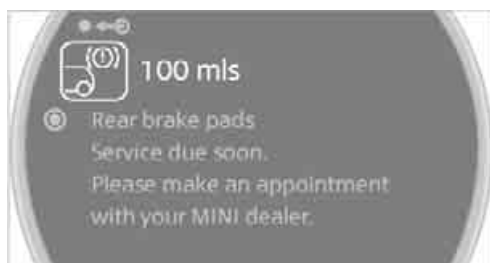 100 mls
Rear brake pads
Service due soon.
Please make an appointment
with your MINI dealer.